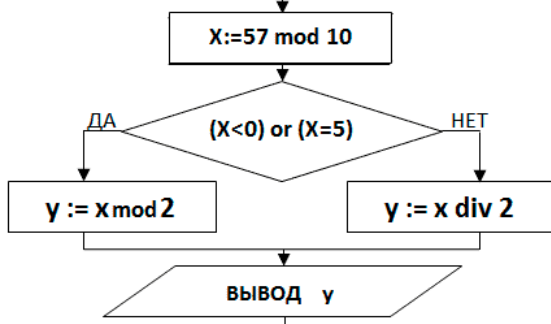 X:=57 mod 10
(X<0) or (X=5)
ДА
НЕТ
y := x mod 2
y := x div 2
ВЫВОД y